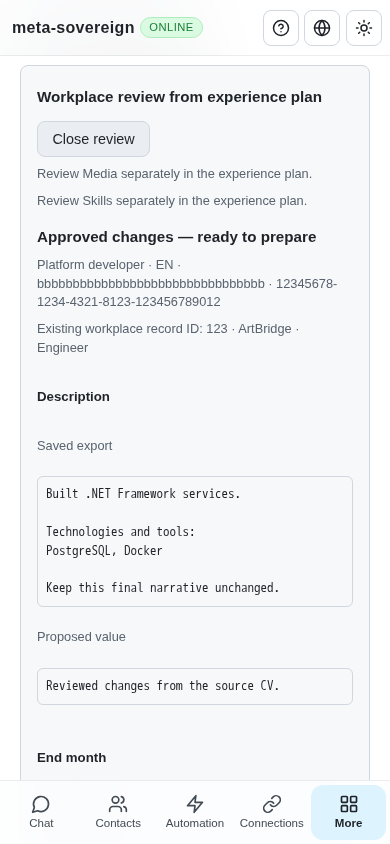 meta-sovereign ONLINE
Workplace review from experience plan
Close review
Review Media separately in the experience plan.
Review Skills separately in the experience plan.
Approved changes — ready to prepare
Platform developer · EN ·
bbbbbbbbbbbbbbbbbbbbbbbbbbbbbbbb · 12345678-
1234-4321-8123-123456789012
Existing workplace record ID: 123 · ArtBridge ·
Engineer
Description
Saved export
Built .NET Framework services.
Technologies and tools:
PostgreSQL, Docker
Keep this final narrative unchanged.
Proposed value
Reviewed changes from the source CV.
End month
Chat Contacts Automation Connections More